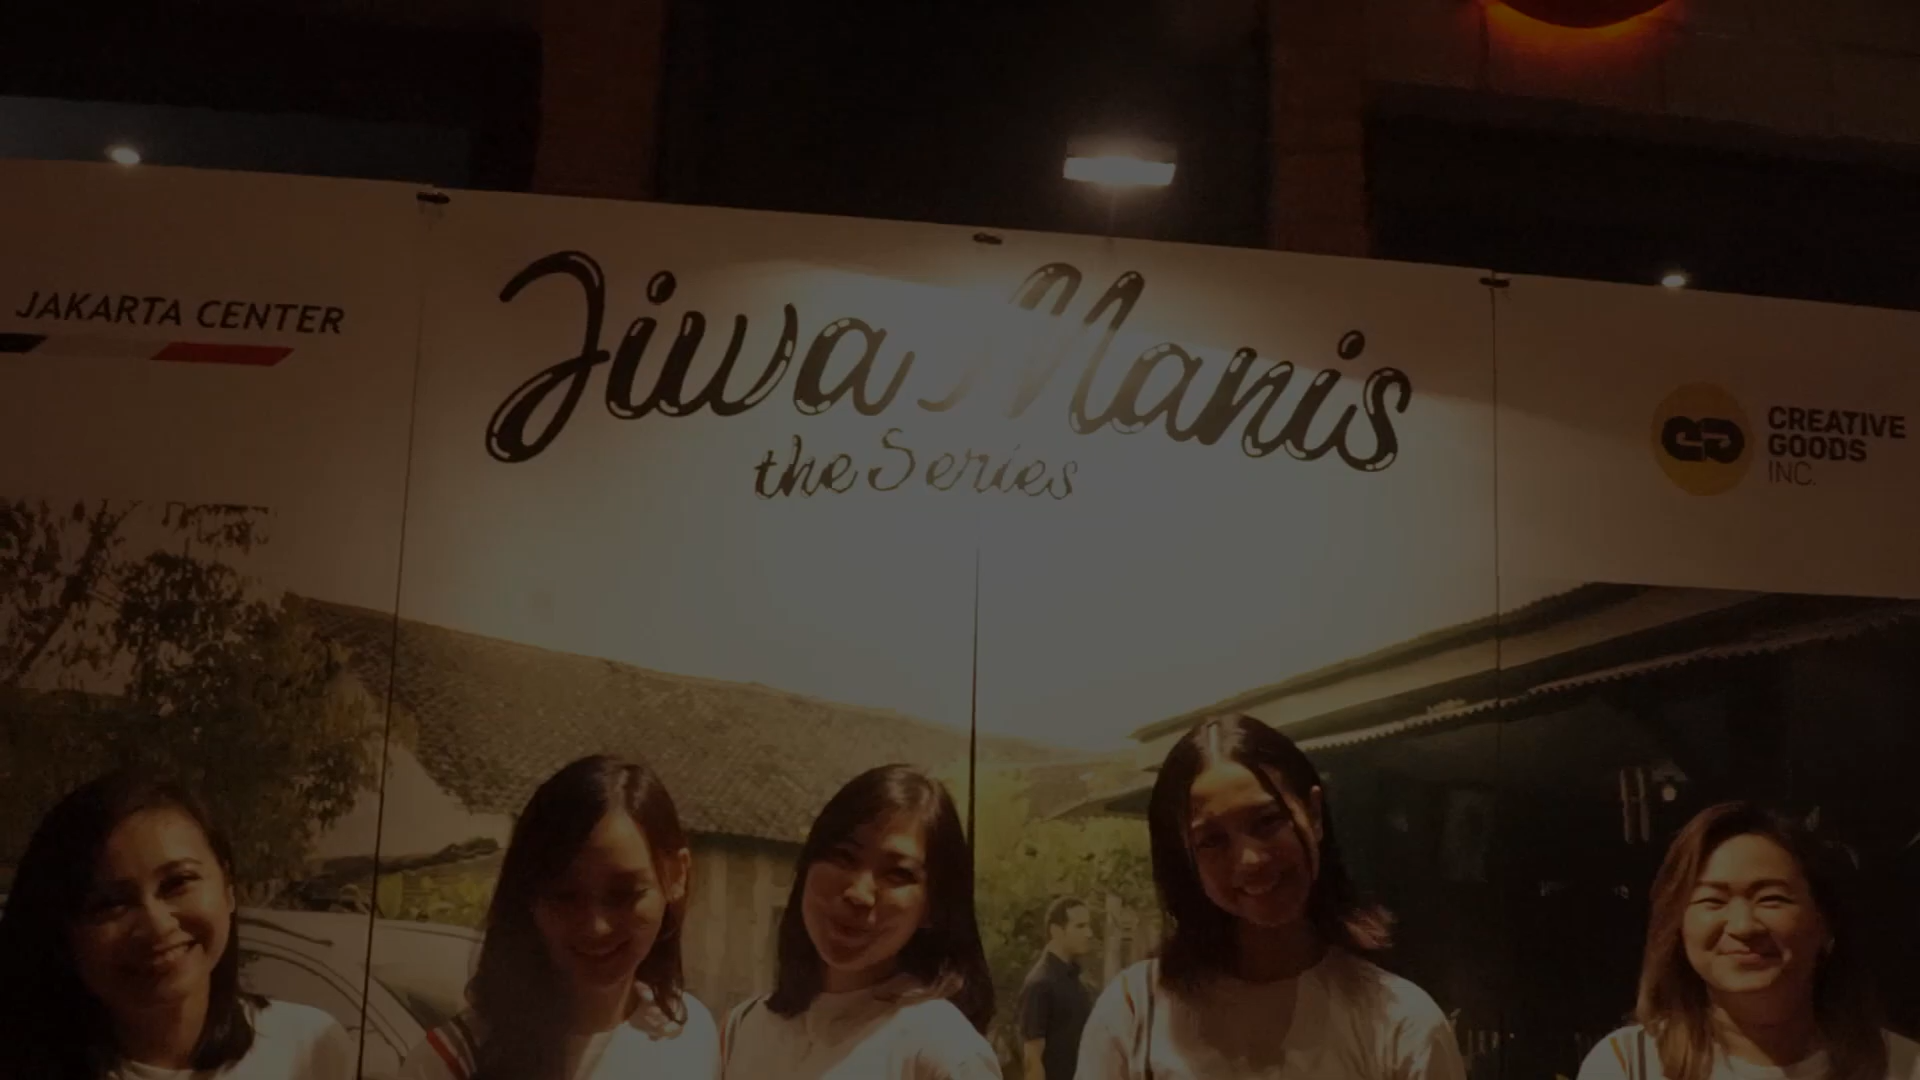 JAKARTA CENTER
Jiwa Manis
the Series
CREATIVE
GOODS
INC.